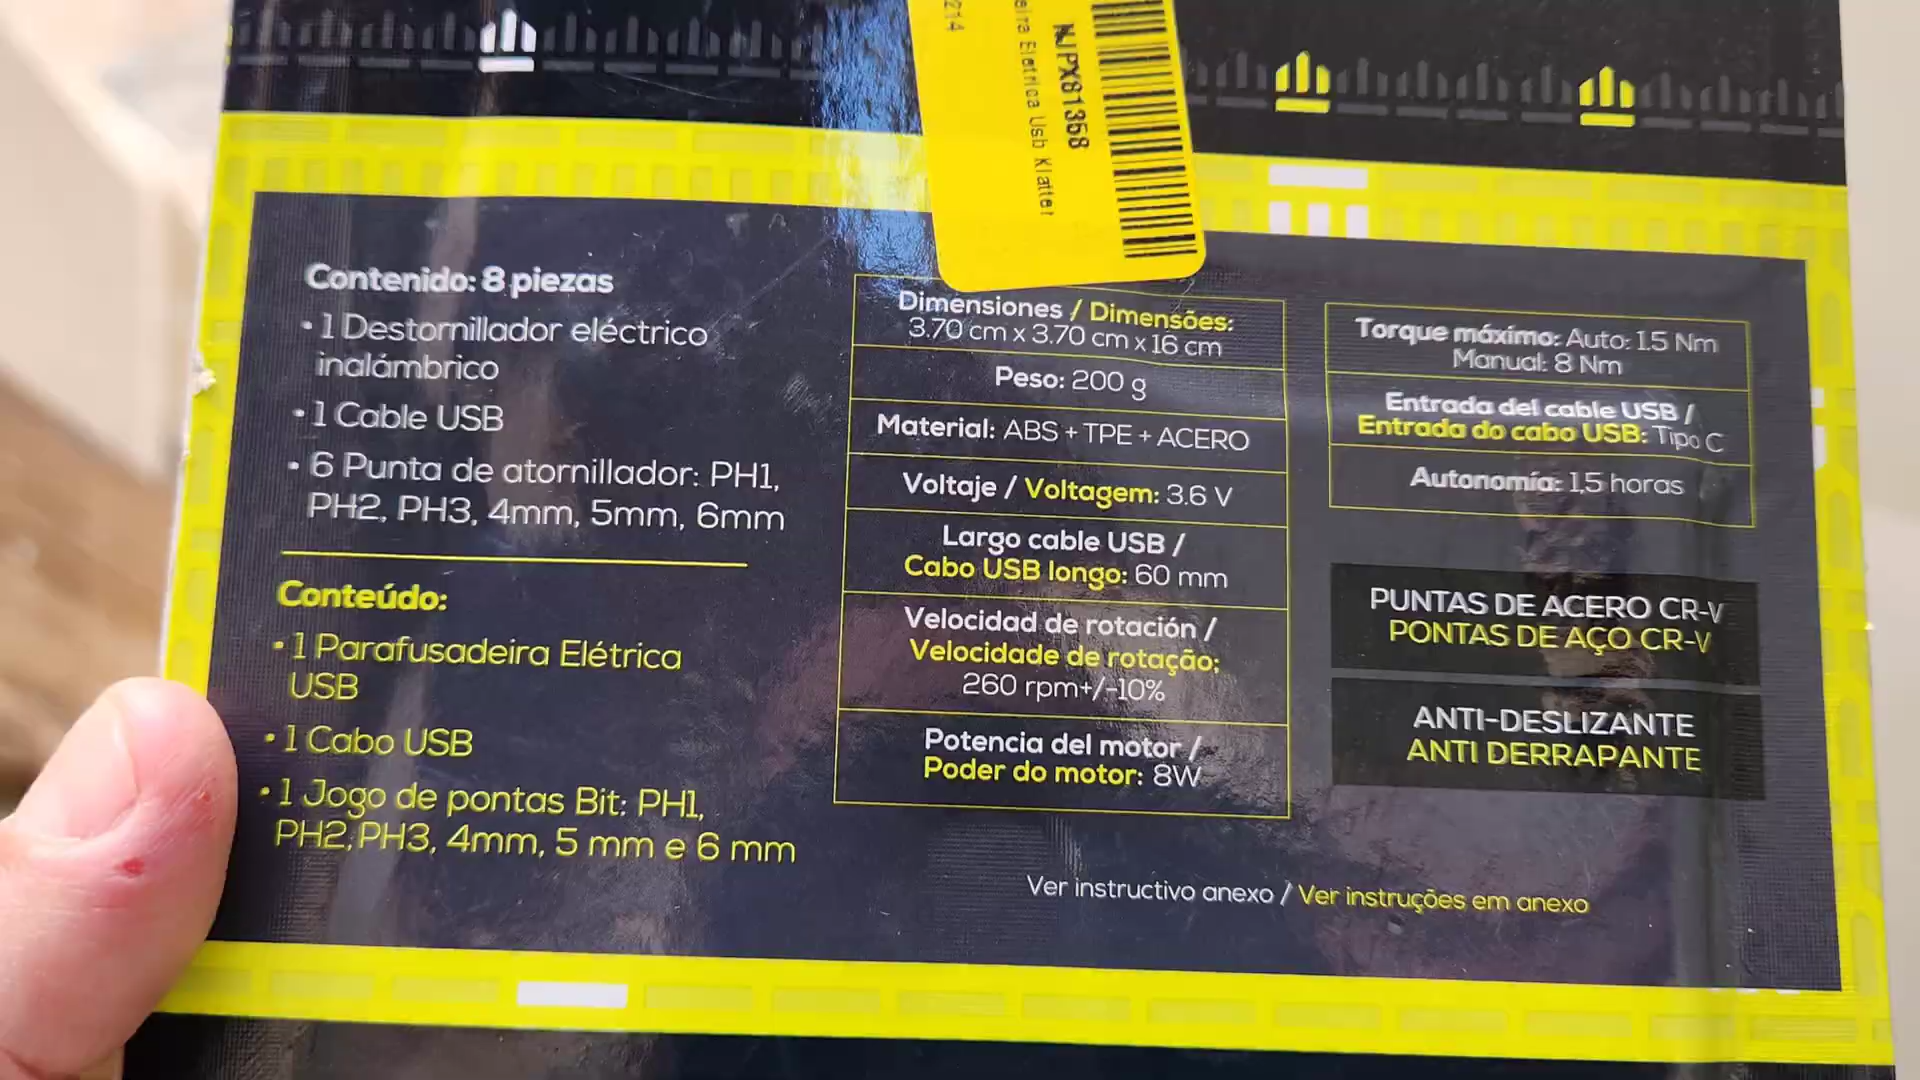 214
eira Eletrica Usb Klatter
NJPX81358
Contenido: 8 piezas
• 1 Destornillador eléctrico
inalámbrico
• 1 Cable USB
• 6 Punta de atornillador: PH1,
PH2, PH3, 4mm, 5mm, 6mm
Conteúdo:
• 1 Parafusadeira Elétrica
USB
• 1 Cabo USB
• 1 Jogo de pontas Bit: PH1,
PH2, PH3, 4mm, 5 mm e 6 mm
Dimensiones / Dimensões:
3.70 cm x 3.70 cm x 16 cm
Peso: 200 g
Material: ABS + TPE + ACERO
Voltaje / Voltagem: 3.6 V
Largo cable USB /
Cabo USB longo: 60 mm
Velocidad de rotación /
Velocidade de rotação:
260 rpm+/-10%
Potencia del motor /
Poder do motor: 8W
Torque máximo: Auto: 1.5 Nm
Manual: 8 Nm
Entrada del cable USB /
Entrada do cabo USB: Tipo C
Autonomía: 1,5 horas
PUNTAS DE ACERO CR-V
PONTAS DE AÇO CR-V
ANTI-DESLIZANTE
ANTI DERRAPANTE
Ver instructivo anexo / Ver instruções em anexo